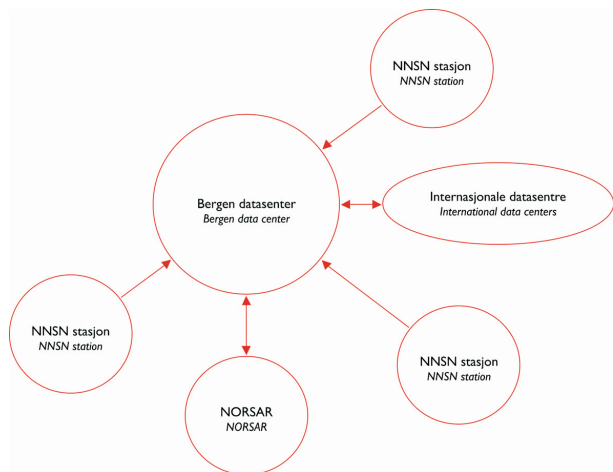 NNSN stasjon
NNSN station
Bergen datasenter
Bergen data center
Internasjonale datasentre
International data centers
NNSN stasjon
NNSN station
NNSN stasjon
NNSN station
NORSAR
NORSAR